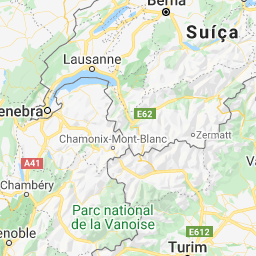 Berna
Suíça
Lausanne
enebra
E62
Zermatt
Chamonix-Mont-Blanc
A41
Va
Chambéry
Parc national
de la Vanoise
enoble
E612
Turim